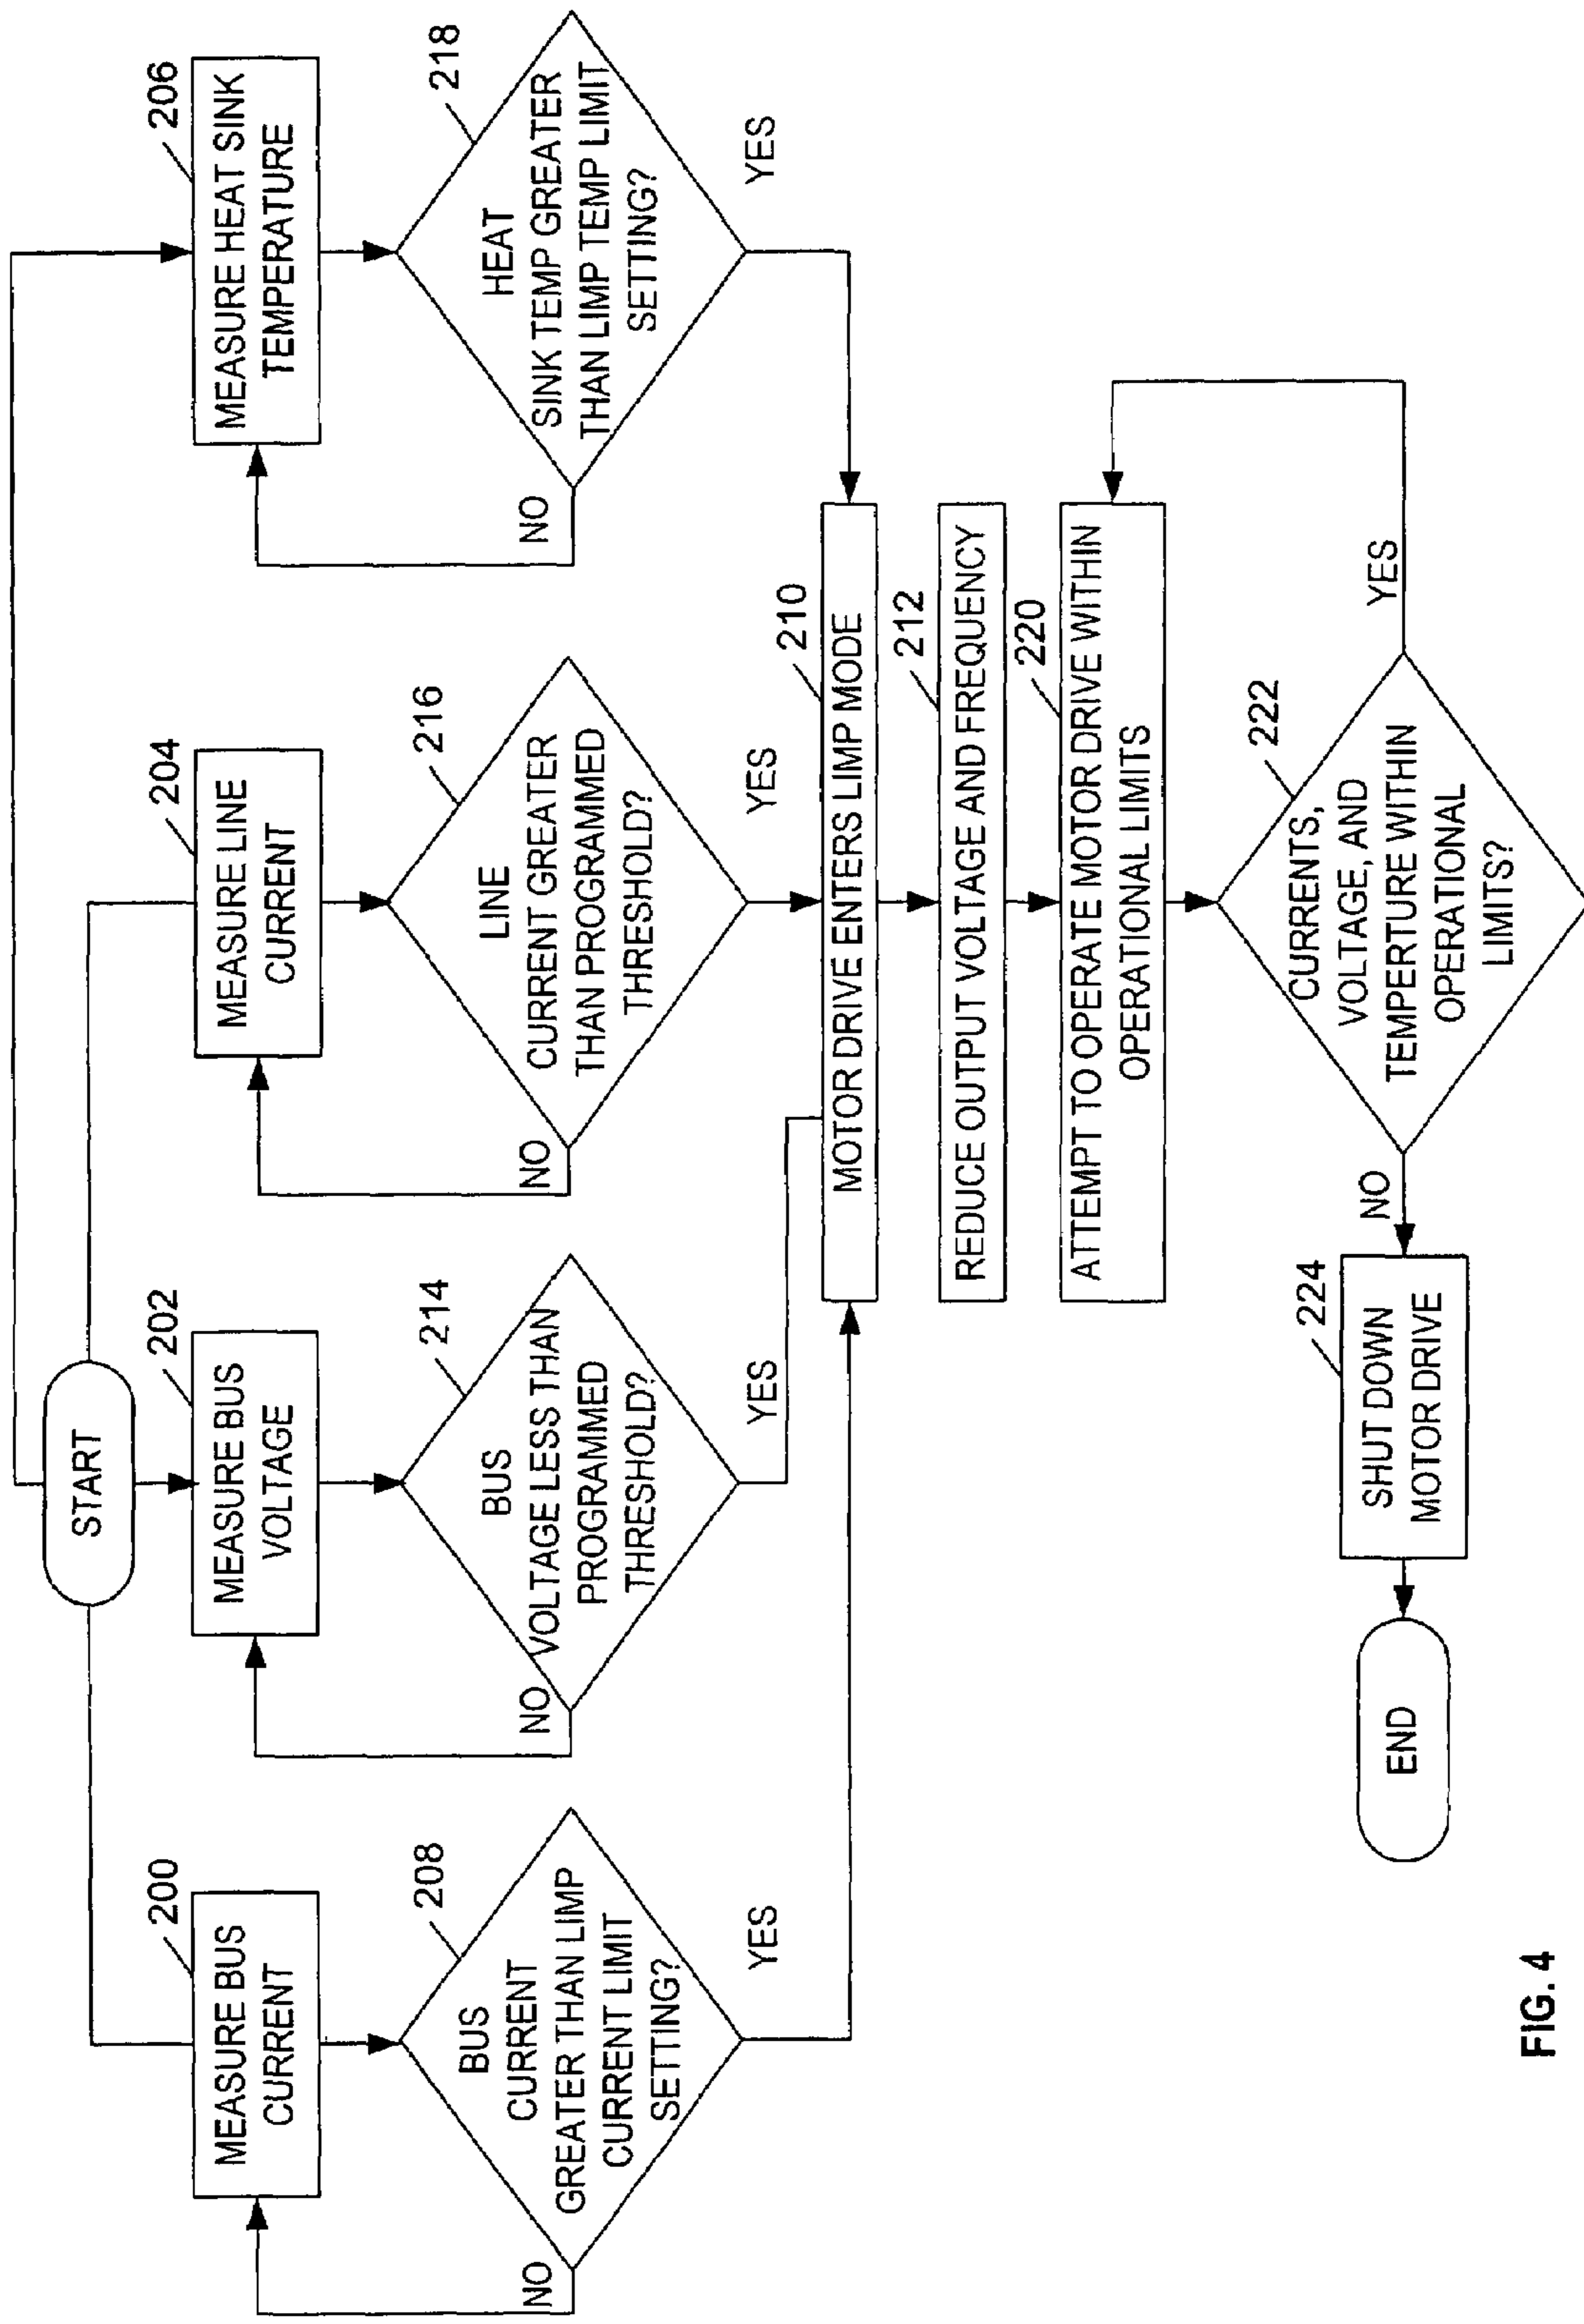 START
200
MEASURE BUS
CURRENT
202
MEASURE BUS
VOLTAGE
204
MEASURE LINE
CURRENT
206
MEASURE HEAT SINK
TEMPERATURE
208
BUS
CURRENT
GREATER THAN LIMP
CURRENT LIMIT
SETTING?
NO
YES
214
BUS
VOLTAGE LESS THAN
PROGRAMMED
THRESHOLD?
NO
YES
216
LINE
CURRENT GREATER
THAN PROGRAMMED
THRESHOLD?
NO
YES
218
HEAT
SINK TEMP GREATER
THAN LIMP TEMP LIMIT
SETTING?
NO
YES
210
MOTOR DRIVE ENTERS LIMP MODE
212
REDUCE OUTPUT VOLTAGE AND FREQUENCY
220
ATTEMPT TO OPERATE MOTOR DRIVE WITHIN
OPERATIONAL LIMITS
222
CURRENTS,
VOLTAGE, AND
TEMPERTURE WITHIN
OPERATIONAL
LIMITS?
YES
NO
224
SHUT DOWN
MOTOR DRIVE
END
FIG. 4